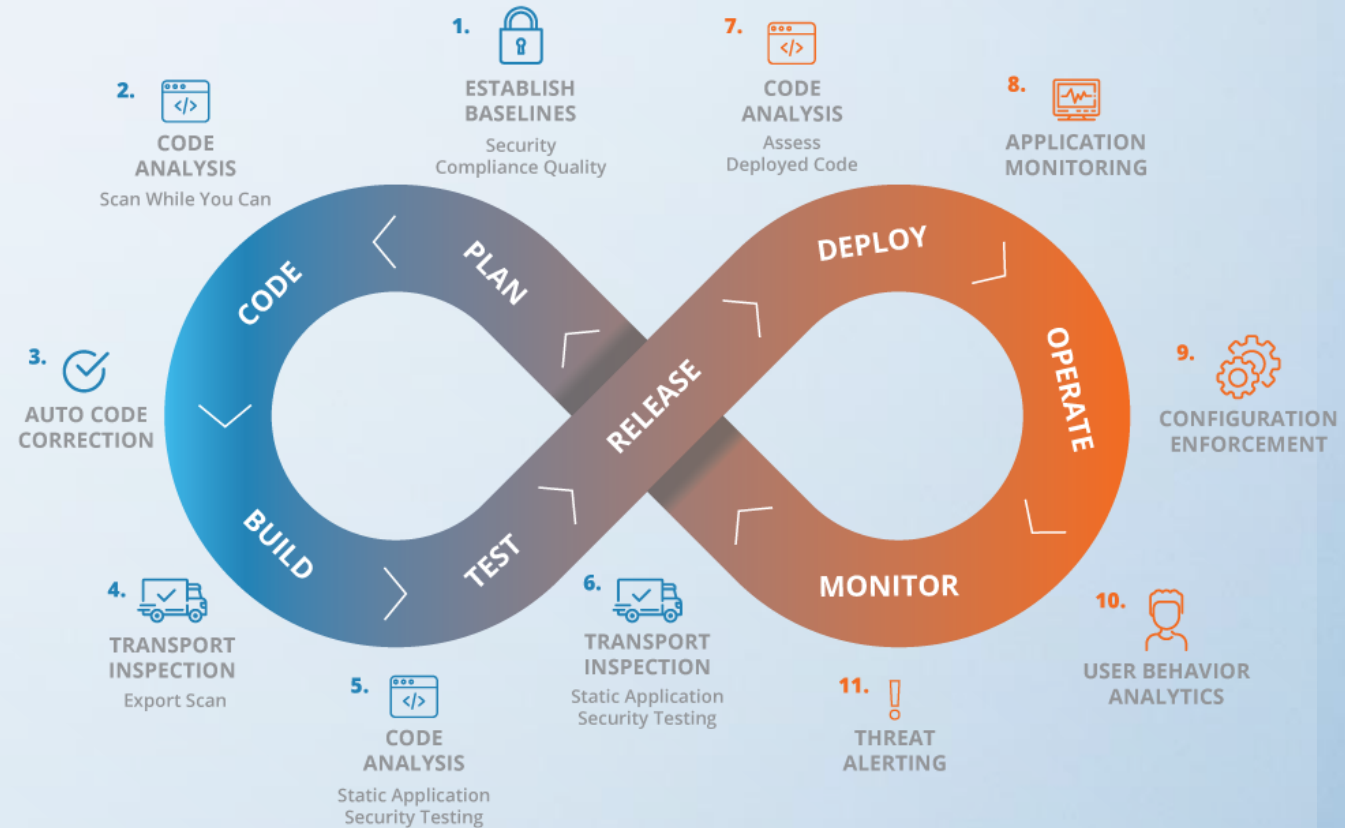 1.
ESTABLISH
BASELINES
Security
Compliance Quality
2.
CODE
ANALYSIS
Scan While You Can
3.
AUTO CODE
CORRECTION
4.
TRANSPORT
INSPECTION
Export Scan
5.
CODE
ANALYSIS
Static Application
Security Testing
6.
TRANSPORT
INSPECTION
Static Application
Security Testing
7.
CODE
ANALYSIS
Assess
Deployed Code
8.
APPLICATION
MONITORING
9.
CONFIGURATION
ENFORCEMENT
10.
USER BEHAVIOR
ANALYTICS
11.
THREAT
ALERTING
PLAN
CODE
BUILD
TEST
RELEASE
DEPLOY
OPERATE
MONITOR